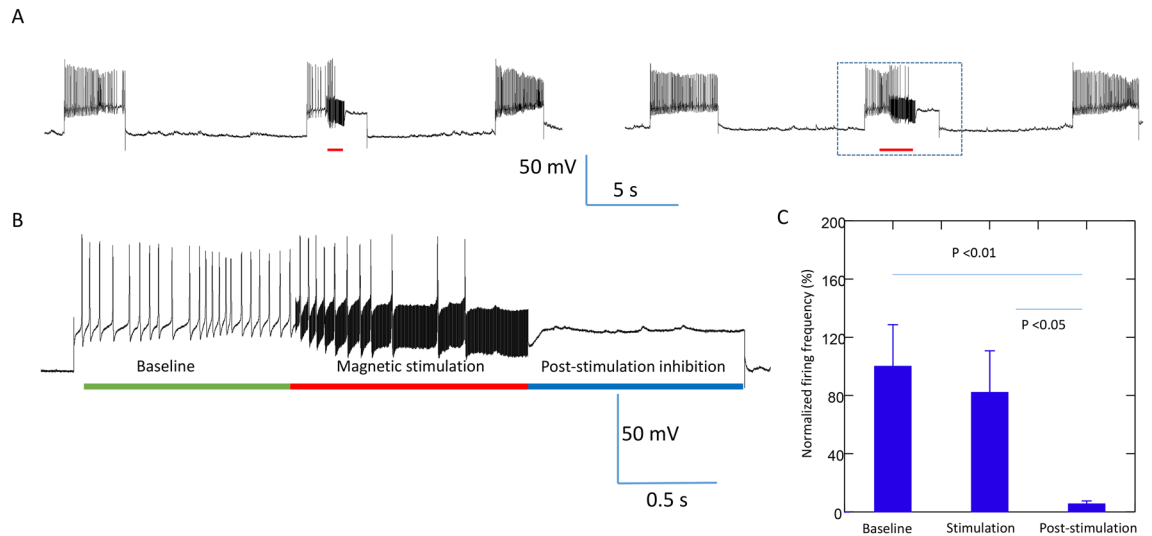 A
50 mV
5 s
B
Baseline
Magnetic stimulation
Post-stimulation inhibition
50 mV
0.5 s
C
Normalized firing frequency (%)
200
160
120
80
40
0
P <0.01
P <0.05
Baseline
Stimulation
Post-stimulation